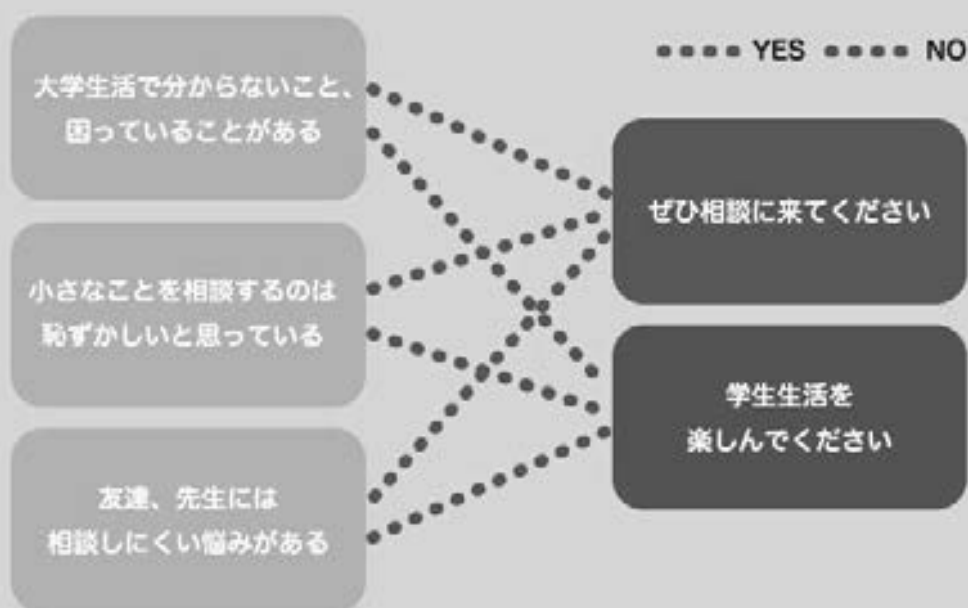 YES NO
大学生活で分からないこと、
困っていることがある
小さなことを相談するのは
恥ずかしいと思っている
友達、先生には
相談しにくい悩みがある
ぜひ相談に来てください
学生生活を
楽しんでください